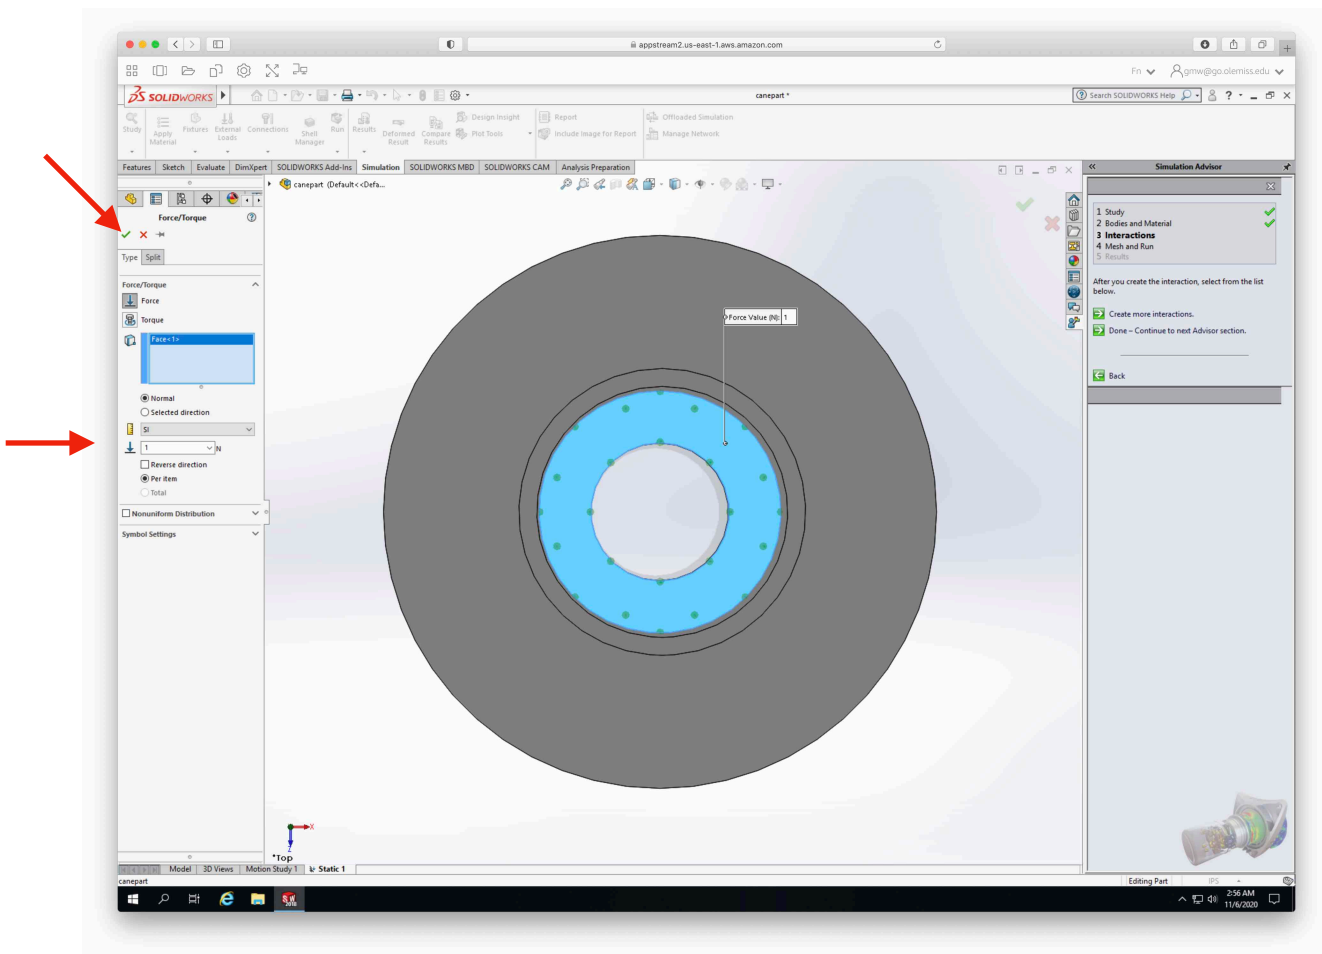 appstream2.us-east-1.aws.amazon.com
Fn
gmw@go.olemiss.edu
SOLIDWORKS
canepart *
Search SOLIDWORKS Help
Study
Apply Material
Fixtures
External Loads
Connections
Shell Manager
Run
Results
Deformed Result
Compare Results
Design Insight
Plot Tools
Report
Include Image for Report
Offloaded Simulation
Manage Network
Features Sketch Evaluate DimXpert SOLIDWORKS Add-Ins Simulation SOLIDWORKS MBD SOLIDWORKS CAM Analysis Preparation
Simulation Advisor
canepart (Default<<Defa...
Force/Torque
Type Split
Force/Torque
Force
Torque
Face<1>
Normal
Selected direction
SI
1 N
Reverse direction
Per item
Total
Nonuniform Distribution
Symbol Settings
Force Value (N): 1
1 Study
2 Bodies and Material
3 Interactions
4 Mesh and Run
5 Results
After you create the interaction, select from the list
below.
Create more interactions.
Done – Continue to next Advisor section.
Back
X
Z
*Top
Model 3D Views Motion Study 1 Static 1
canepart
Editing Part
IPS
SW
2018
2:56 AM
11/6/2020